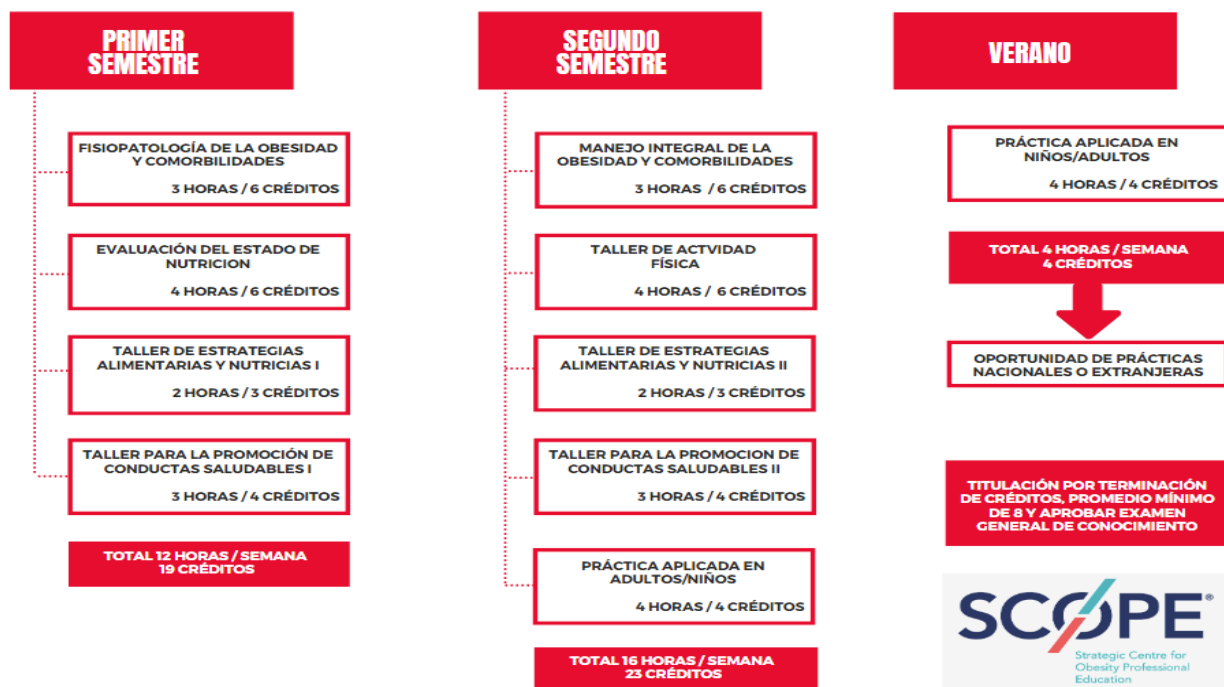 PRIMER
SEMESTRE
FISIOPATOLOGÍA DE LA OBESIDAD
Y COMORBILIDADES
3 HORAS / 6 CRÉDITOS
EVALUACIÓN DEL ESTADO DE
NUTRICION
4 HORAS / 6 CRÉDITOS
TALLER DE ESTRATEGIAS
ALIMENTARIAS Y NUTRICIAS I
2 HORAS / 3 CRÉDITOS
TALLER PARA LA PROMOCIÓN DE
CONDUCTAS SALUDABLES I
3 HORAS / 4 CRÉDITOS
TOTAL 12 HORAS / SEMANA
19 CRÉDITOS
SEGUNDO
SEMESTRE
MANEJO INTEGRAL DE LA
OBESIDAD Y COMORBILIDADES
3 HORAS / 6 CRÉDITOS
TALLER DE ACTVIDAD
FÍSICA
4 HORAS / 6 CRÉDITOS
TALLER DE ESTRATEGIAS
ALIMENTARIAS Y NUTRICIAS II
2 HORAS / 3 CRÉDITOS
TALLER PARA LA PROMOCION DE
CONDUCTAS SALUDABLES II
3 HORAS / 4 CRÉDITOS
PRÁCTICA APLICADA EN
ADULTOS/NIÑOS
4 HORAS / 4 CRÉDITOS
TOTAL 16 HORAS / SEMANA
23 CRÉDITOS
VERANO
PRÁCTICA APLICADA EN
NIÑOS/ADULTOS
4 HORAS / 4 CRÉDITOS
TOTAL 4 HORAS / SEMANA
4 CRÉDITOS
OPORTUNIDAD DE PRÁCTICAS
NACIONALES O EXTRANJERAS
TITULACIÓN POR TERMINACIÓN
DE CRÉDITOS, PROMEDIO MÍNIMO
DE 8 Y APROBAR EXAMEN
GENERAL DE CONOCIMIENTO
SCOPE®
Strategic Centre for
Obesity Professional
Education